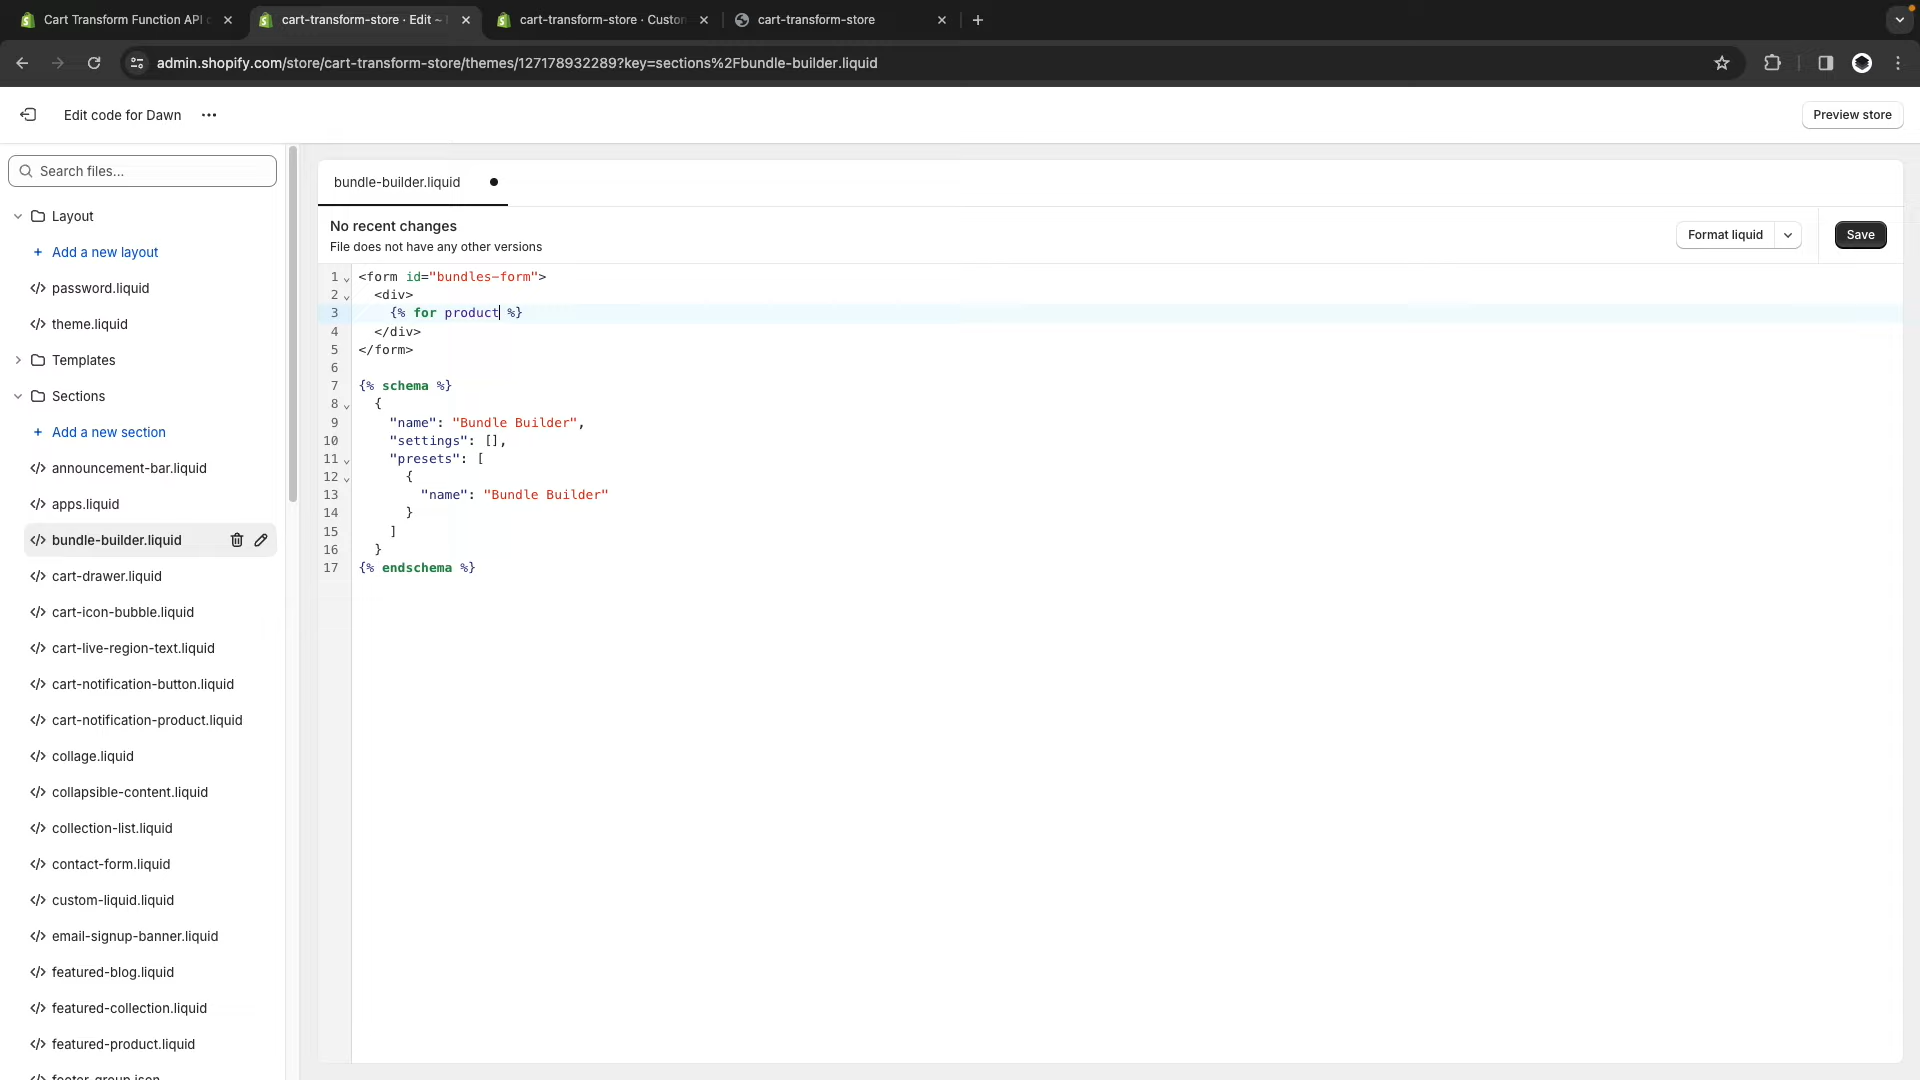 Cart Transform Function API
cart-transform-store · Edit ~
cart-transform-store · Custon
cart-transform-store
admin.shopify.com/store/cart-transform-store/themes/127178932289?key=sections%2Fbundle-builder.liquid
Edit code for Dawn
Preview store
Search files...
Layout
+ Add a new layout
password.liquid
theme.liquid
Templates
Sections
+ Add a new section
announcement-bar.liquid
apps.liquid
bundle-builder.liquid
cart-drawer.liquid
cart-icon-bubble.liquid
cart-live-region-text.liquid
cart-notification-button.liquid
cart-notification-product.liquid
collage.liquid
collapsible-content.liquid
collection-list.liquid
contact-form.liquid
custom-liquid.liquid
email-signup-banner.liquid
featured-blog.liquid
featured-collection.liquid
featured-product.liquid
footer-group.json
bundle-builder.liquid
No recent changes
File does not have any other versions
Format liquid
Save
1 <form id="bundles-form">
2 <div>
3 {% for product %}
4 </div>
5 </form>
6
7 {% schema %}
8 {
9 "name": "Bundle Builder",
10 "settings": [],
11 "presets": [
12 {
13 "name": "Bundle Builder"
14 }
15 ]
16 }
17 {% endschema %}